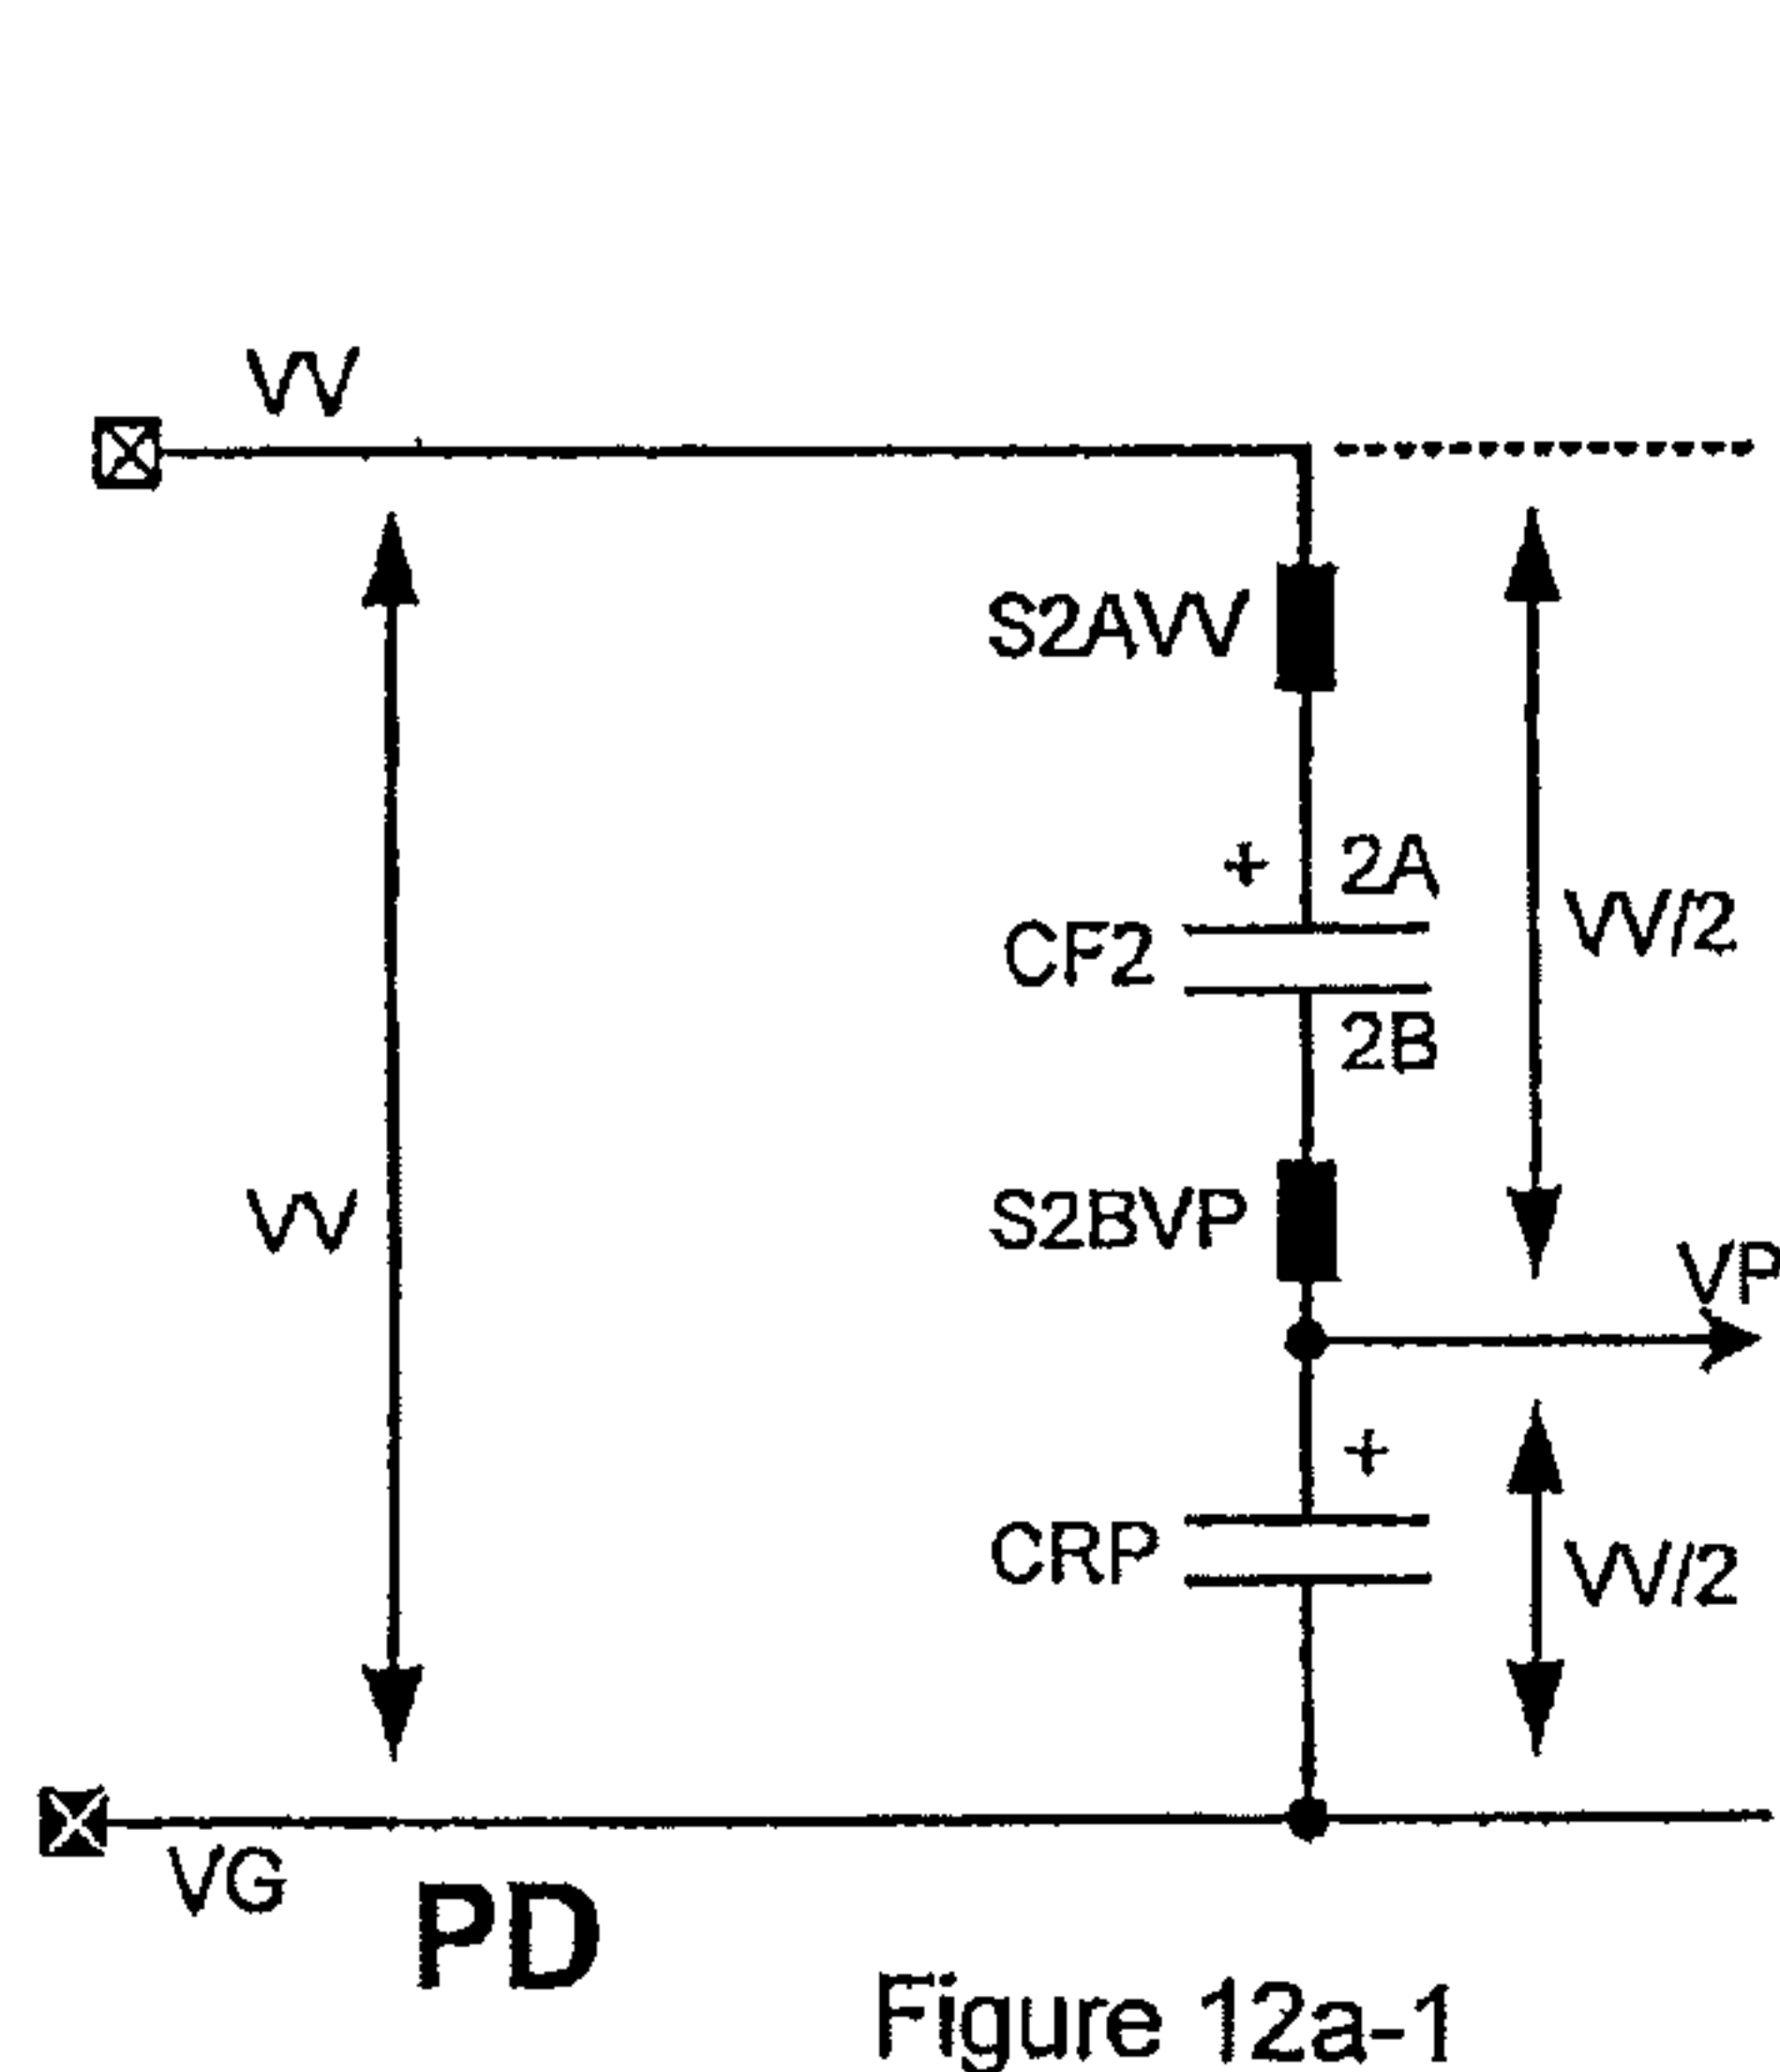 VV
S2AVV
+
2A
CF2
VV/2
2B
VV
S2BVP
VP
+
CRP
VV/2
VG
PD
Figure 12a-1